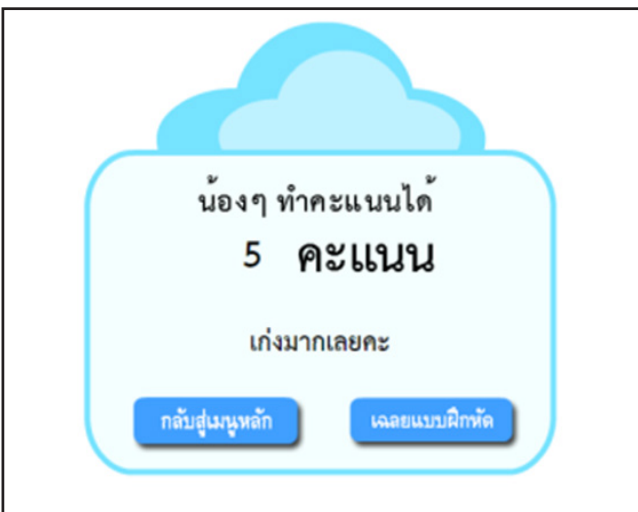 น้องๆ ทำคะแนนได้
5 คะแนน
เก่งมากเลยคะ
กลับสู่เมนูหลัก
เฉลยแบบฝึกหัด